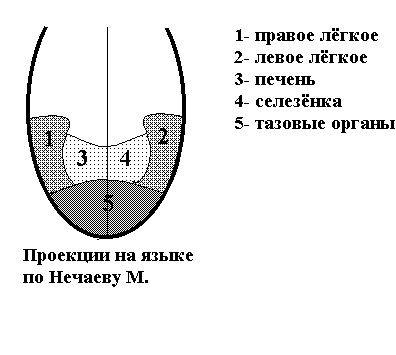 1- правое лёгкое
2- левое лёгкое
3- печень
4- селезёнка
5- тазовые органы
1
2
3
4
5
Проекции на языке
по Нечаеву М.